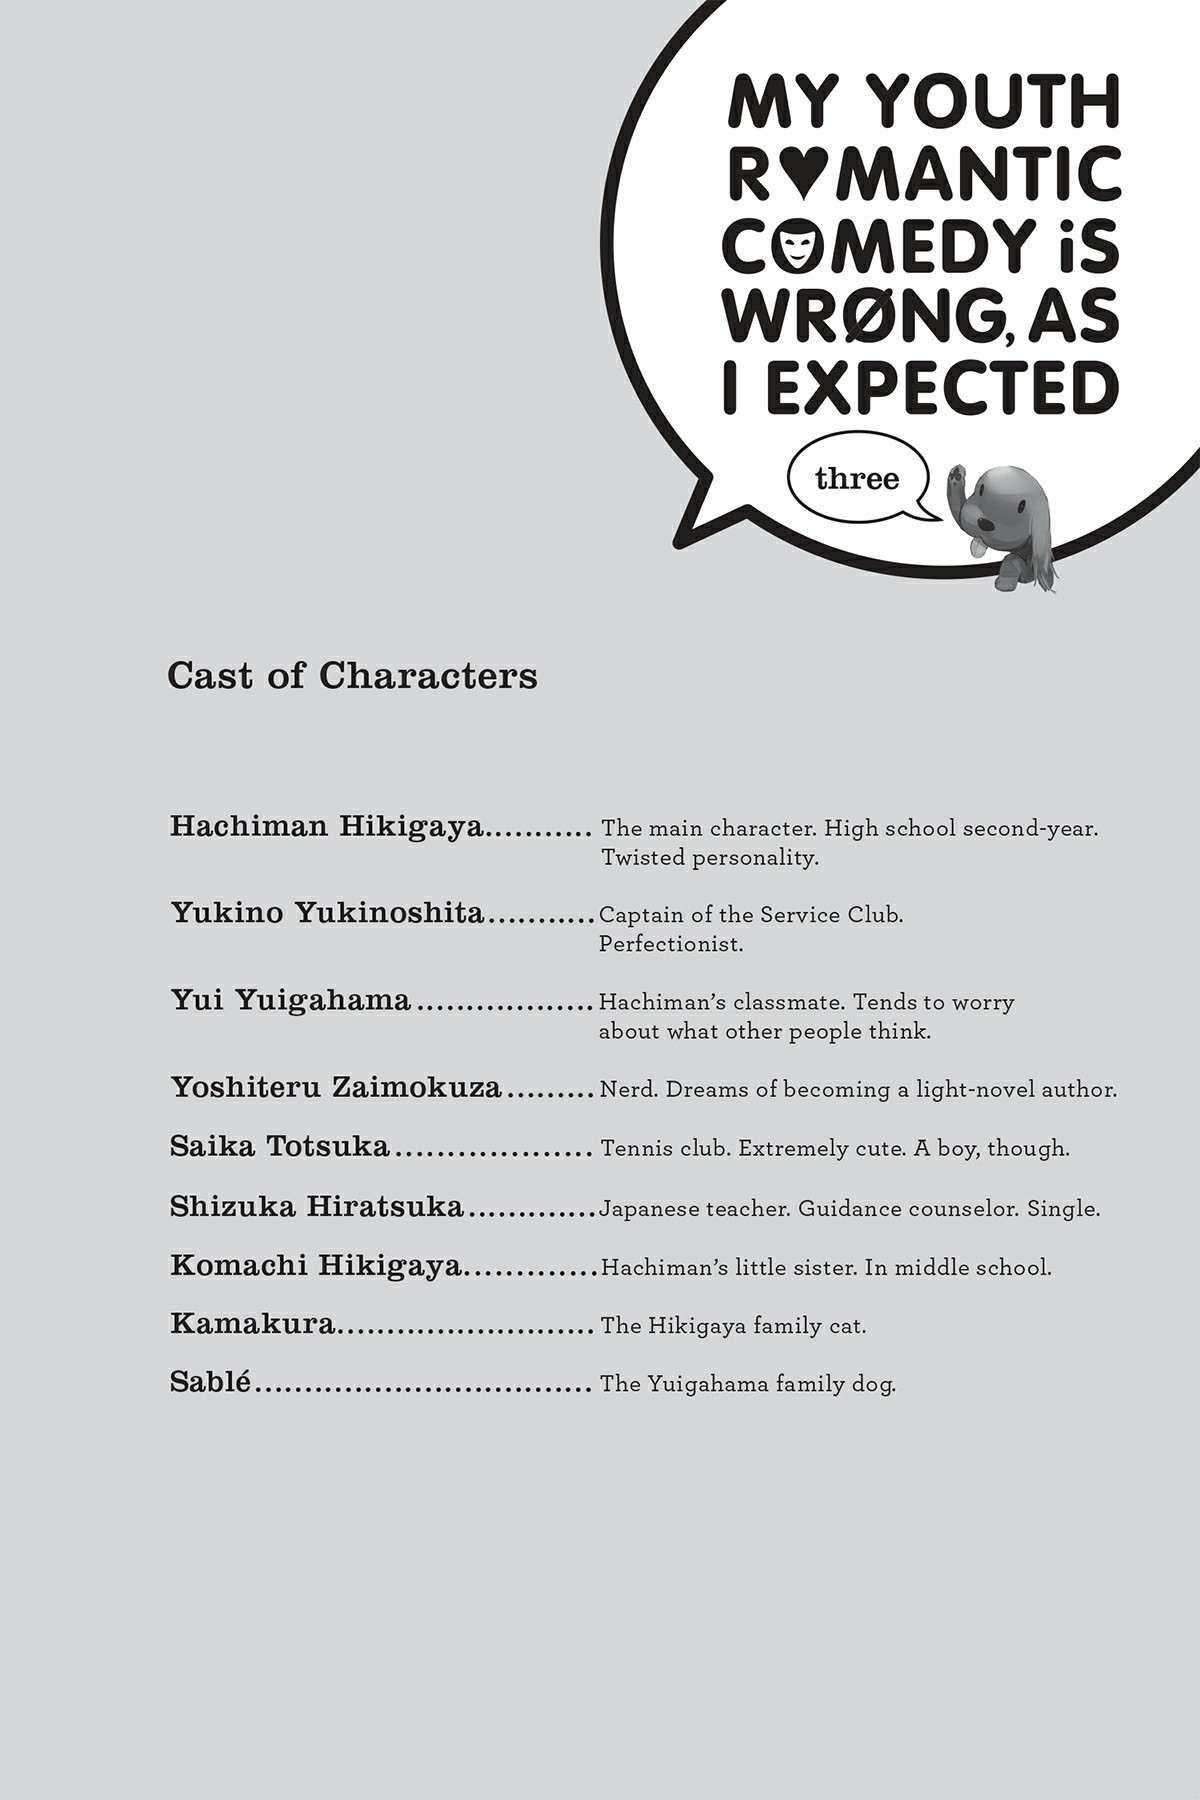 MY YOUTH
ROMANTIC
COMEDY iS
WRØNG, AS
I EXPECTED
three
Cast of Characters
Hachiman Hikigaya........... The main character. High school second-year.
Twisted personality.
Yukino Yukinoshita...........Captain of the Service Club.
Perfectionist.
Yui Yuigahama ..................Hachiman’s classmate. Tends to worry
about what other people think.
Yoshiteru Zaimokuza......... Nerd. Dreams of becoming a light-novel author.
Saika Totsuka.................... Tennis club. Extremely cute. A boy, though.
Shizuka Hiratsuka.............Japanese teacher. Guidance counselor. Single.
Komachi Hikigaya..............Hachiman’s little sister. In middle school.
Kamakura.......................... The Hikigaya family cat.
Sablé.................................. The Yuigahama family dog.